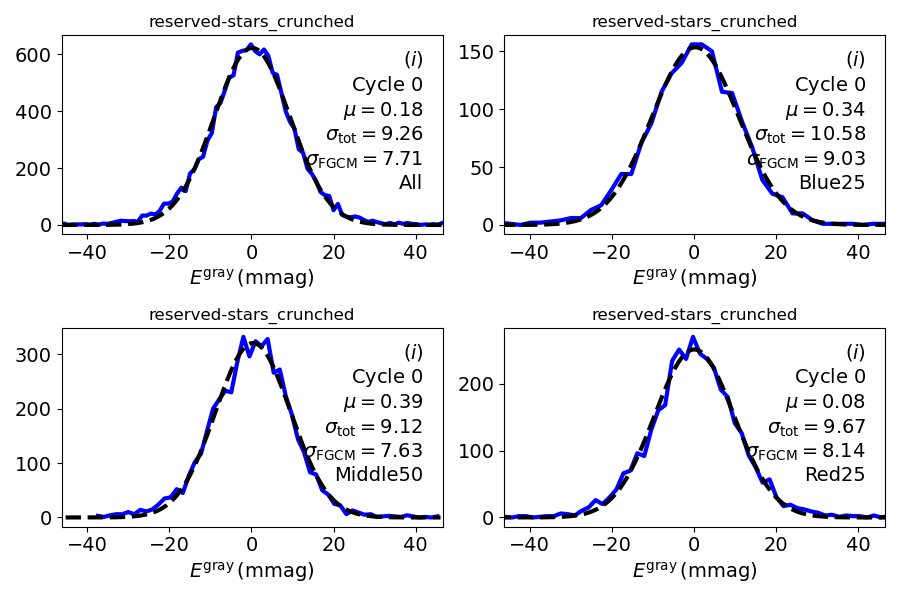 reserved-stars_crunched
600
400
200
0
(i)
Cycle 0
μ = 0.18
σtot = 9.26
σFGCM = 7.71
All
−40 −20 0 20 40
Egray (mmag)
reserved-stars_crunched
150
100
50
0
(i)
Cycle 0
μ = 0.34
σtot = 10.58
σFGCM = 9.03
Blue25
−40 −20 0 20 40
Egray (mmag)
reserved-stars_crunched
300
200
100
0
(i)
Cycle 0
μ = 0.39
σtot = 9.12
σFGCM = 7.63
Middle50
−40 −20 0 20 40
Egray (mmag)
reserved-stars_crunched
200
100
0
(i)
Cycle 0
μ = 0.08
σtot = 9.67
σFGCM = 8.14
Red25
−40 −20 0 20 40
Egray (mmag)